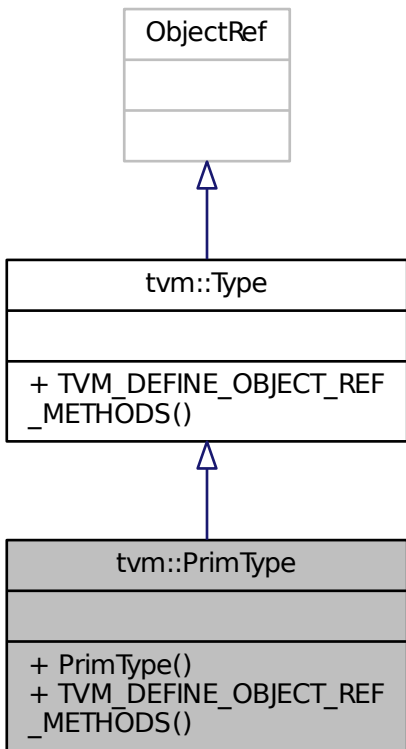 ObjectRef
tvm::Type
+ TVM_DEFINE_OBJECT_REF
_METHODS()
tvm::PrimType
+ PrimType()
+ TVM_DEFINE_OBJECT_REF
_METHODS()